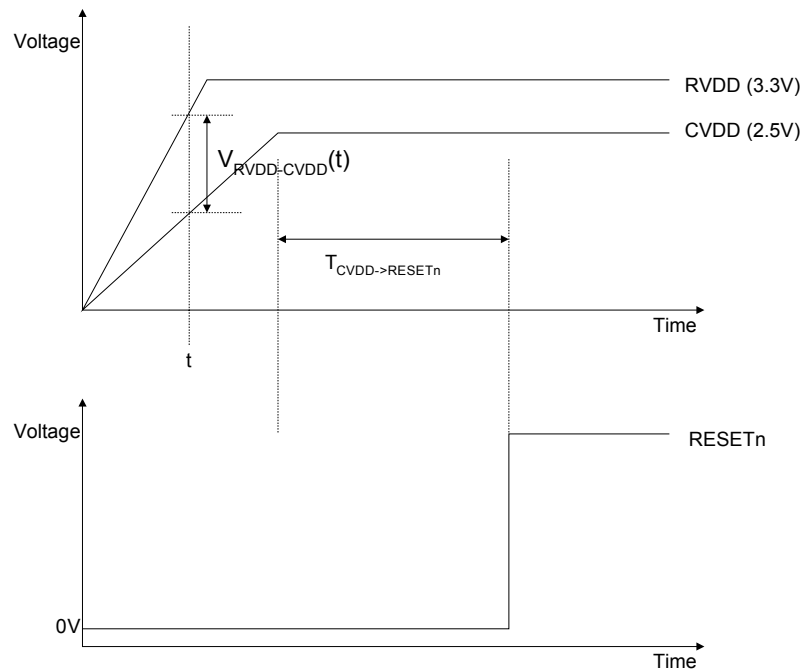 Voltage
RVDD (3.3V)
CVDD (2.5V)
VRVDD-CVDD(t)
TCVDD->RESETn
Time
t
Voltage
RESETn
0V
Time